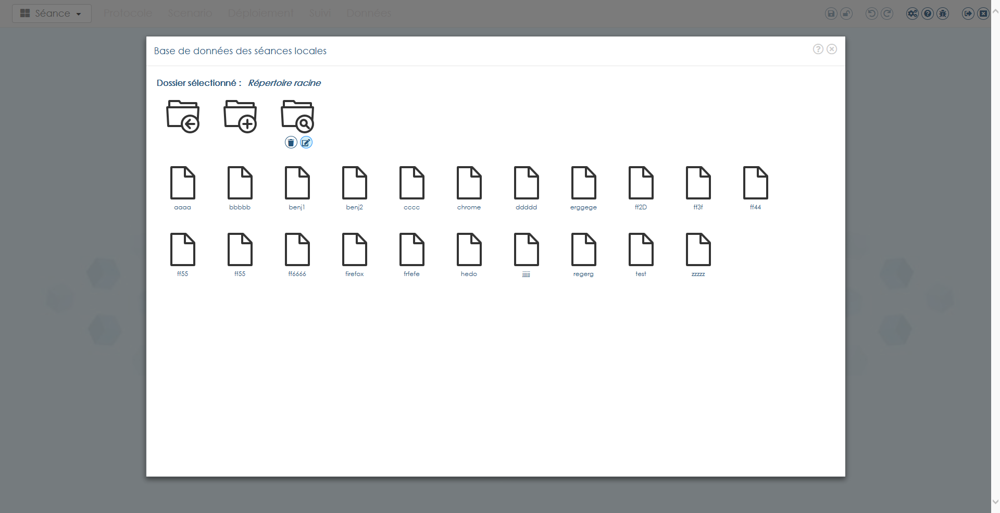 Séance Protocole Scenario Déploiement Suivi Données
Base de données des séances locales
Dossier sélectionné : Répertoire racine
aaaa bbbbb benj1 benj2 cccc chrome ddddd erggege ff2D ff3f ff44
ff55 ff55 ff6666 firefox frfefe hedo jjjjjj regerg test zzzzz